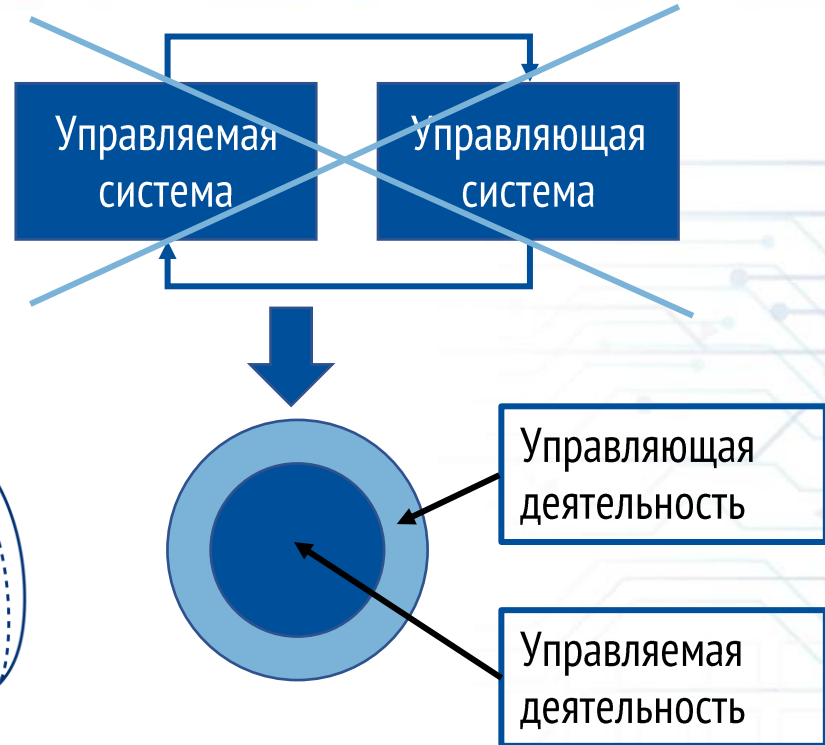 Управляемая
система
Управляющая
система
Управляющая
деятельность
Управляемая
деятельность